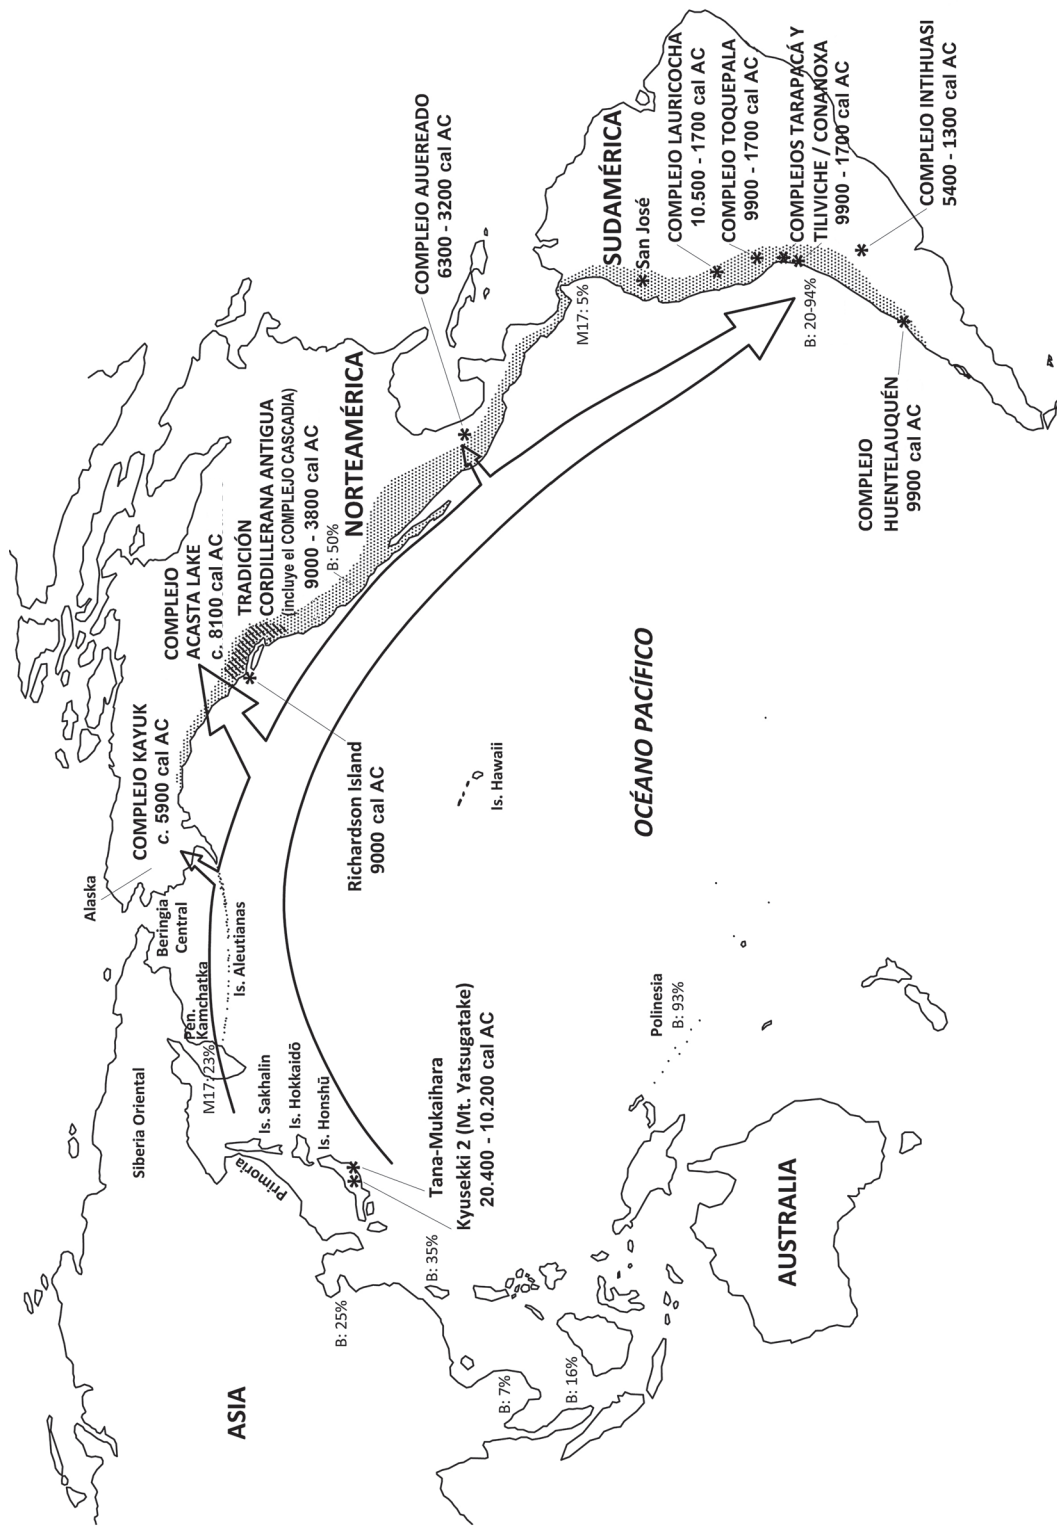 ASIA
Siberia Oriental
Primoria
Is. Sakhalin
Is. Hokkaidō
Is. Honshū
Pen.
Kamchatka
M17: 23%
Beringia
Central
Is. Aleutianas
Alaska
COMPLEJO KAYUK
c. 5900 cal AC
COMPLEJO
ACASTA LAKE
c. 8100 cal AC
TRADICIÓN
CORDILLERANA ANTIGUA
(incluye el COMPLEJO CASCADIA)
9000 - 3800 cal AC
B: 50%
NORTEAMÉRICA
COMPLEJO AJUEREADO
6300 - 3200 cal AC
Richardson Island
9000 cal AC
Tana-Mukaihara
Kyusekki 2 (Mt. Yatsugatake)
20.400 - 10.200 cal AC
B: 25%
B: 35%
B: 7%
B: 16%
Is. Hawaii
OCÉANO PACÍFICO
Polinesia
B: 93%
AUSTRALIA
M17: 5%
SUDAMÉRICA
San José
COMPLEJO LAURICOCHA
10.500 - 1700 cal AC
COMPLEJO TOQUEPALA
9900 - 1700 cal AC
COMPLEJOS TARAPACÁ Y
TILIVICHE / CONANOXA
9900 - 1700 cal AC
B: 20-94%
COMPLEJO INTIHUASI
5400 - 1300 cal AC
COMPLEJO
HUENTELAUQUÉN
9900 cal AC